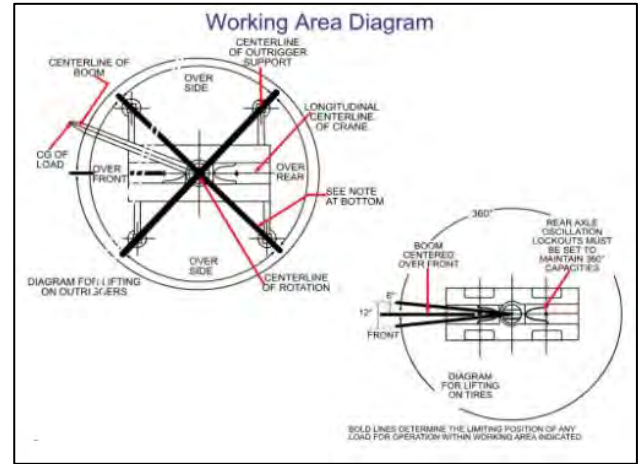 Working Area Diagram
CENTERLINE
OF OUTRIGGER
SUPPORT
CENTERLINE OF
BOOM
OVER
SIDE
LONGITUDINAL
CENTERLINE
OF CRANE
CG OF
LOAD
OVER
FRONT
OVER
REAR
SEE NOTE
AT BOTTOM
OVER
SIDE
CENTERLINE
OF ROTATION
DIAGRAM FOR LIFTING
ON OUTRIGGERS
360°
REAR AXLE
OSCILLATION
LOCKOUTS MUST
BE SET TO
MAINTAIN 360°
CAPACITIES
BOOM
CENTERED
OVER FRONT
12"
FRONT
DIAGRAM
FOR LIFTING
ON TIRES
BOLD LINES DETERMINE THE LIMITING POSITION OF ANY
LOAD FOR OPERATION WITHIN WORKING AREA INDICATED